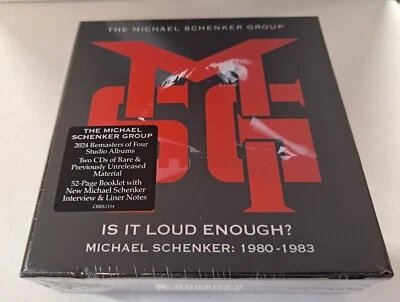 THE MICHAEL SCHENKER GROUP
MSG
THE MICHAEL
SCHENKER GROUP
2024 Remasters of Four
Studio Albums
Two CDs of Rare &
Previously Unreleased
Material
52-Page Booklet with
New Michael Schenker
Interview & Liner Notes
IS IT LOUD ENOUGH?
MICHAEL SCHENKER: 1980-1983